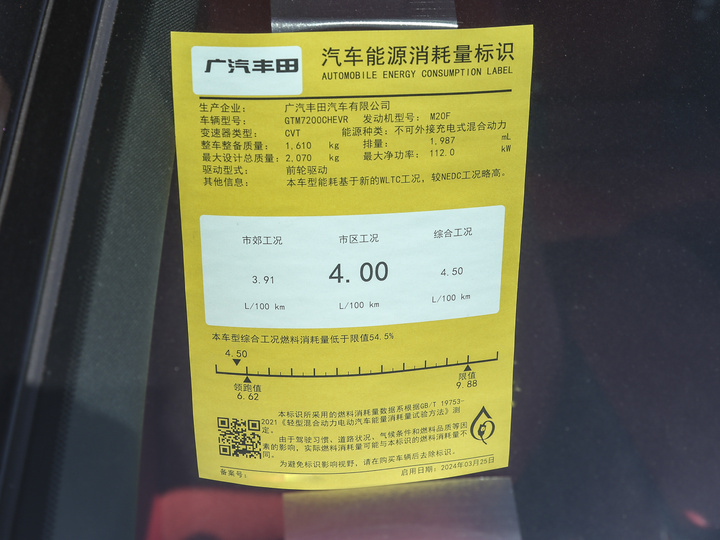 广汽丰田
汽车能源消耗量标识
AUTOMOBILE ENERGY CONSUMPTION LABEL
生产企业： 广汽丰田汽车有限公司
车辆型号： GTM7200CHEVR 发动机型号： M20F
变速器类型： CVT 能源种类： 不可外接充电式混合动力
整车整备质量： 1,610 kg 排量： 1,987 mL
最大设计总质量： 2,070 kg 最大净功率： 112.0 kW
驱动型式： 前轮驱动
其他信息： 本车型能耗基于新的WLTC工况，较NEDC工况略高。
市郊工况 市区工况 综合工况
3.91 4.00 4.50
L/100 km L/100 km L/100 km
本车型综合工况燃料消耗量低于限值54.5%
4.50
领跑值 限值
6.62 9.88
本标识所采用的燃料消耗量数据系根据GB/T 19753-
2021《轻型混合动力电动汽车能量消耗量试验方法》测
定。
由于驾驶习惯、道路状况、气候条件和燃料品质等因
素的影响，实际燃料消耗量可能与本标识的燃料消耗量不
同。
为避免标识影响视野，请在购买车辆后去除标识。
备案号： 启用日期：2024年03月25日